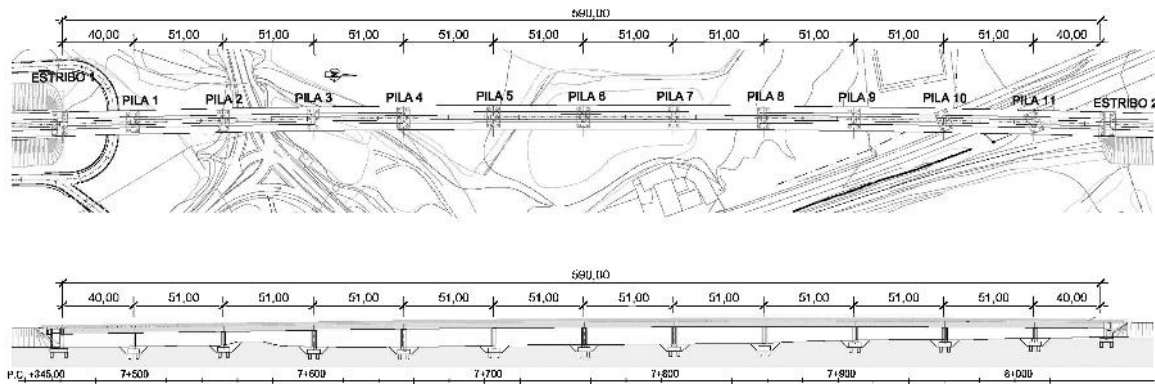 590,00
40,00 51,00 51,00 51,00 51,00 51,00 51,00 51,00 51,00 51,00 51,00 40,00
ESTRIBO 1 PILA 1 PILA 2 PILA 3 PILA 4 PILA 5 PILA 6 PILA 7 PILA 8 PILA 9 PILA 10 PILA 11 ESTRIBO 2
590,00
40,00 51,00 51,00 51,00 51,00 51,00 51,00 51,00 51,00 51,00 51,00 40,00
P.C. +345,00 7+500 7+600 7+700 7+800 7+900 8+000